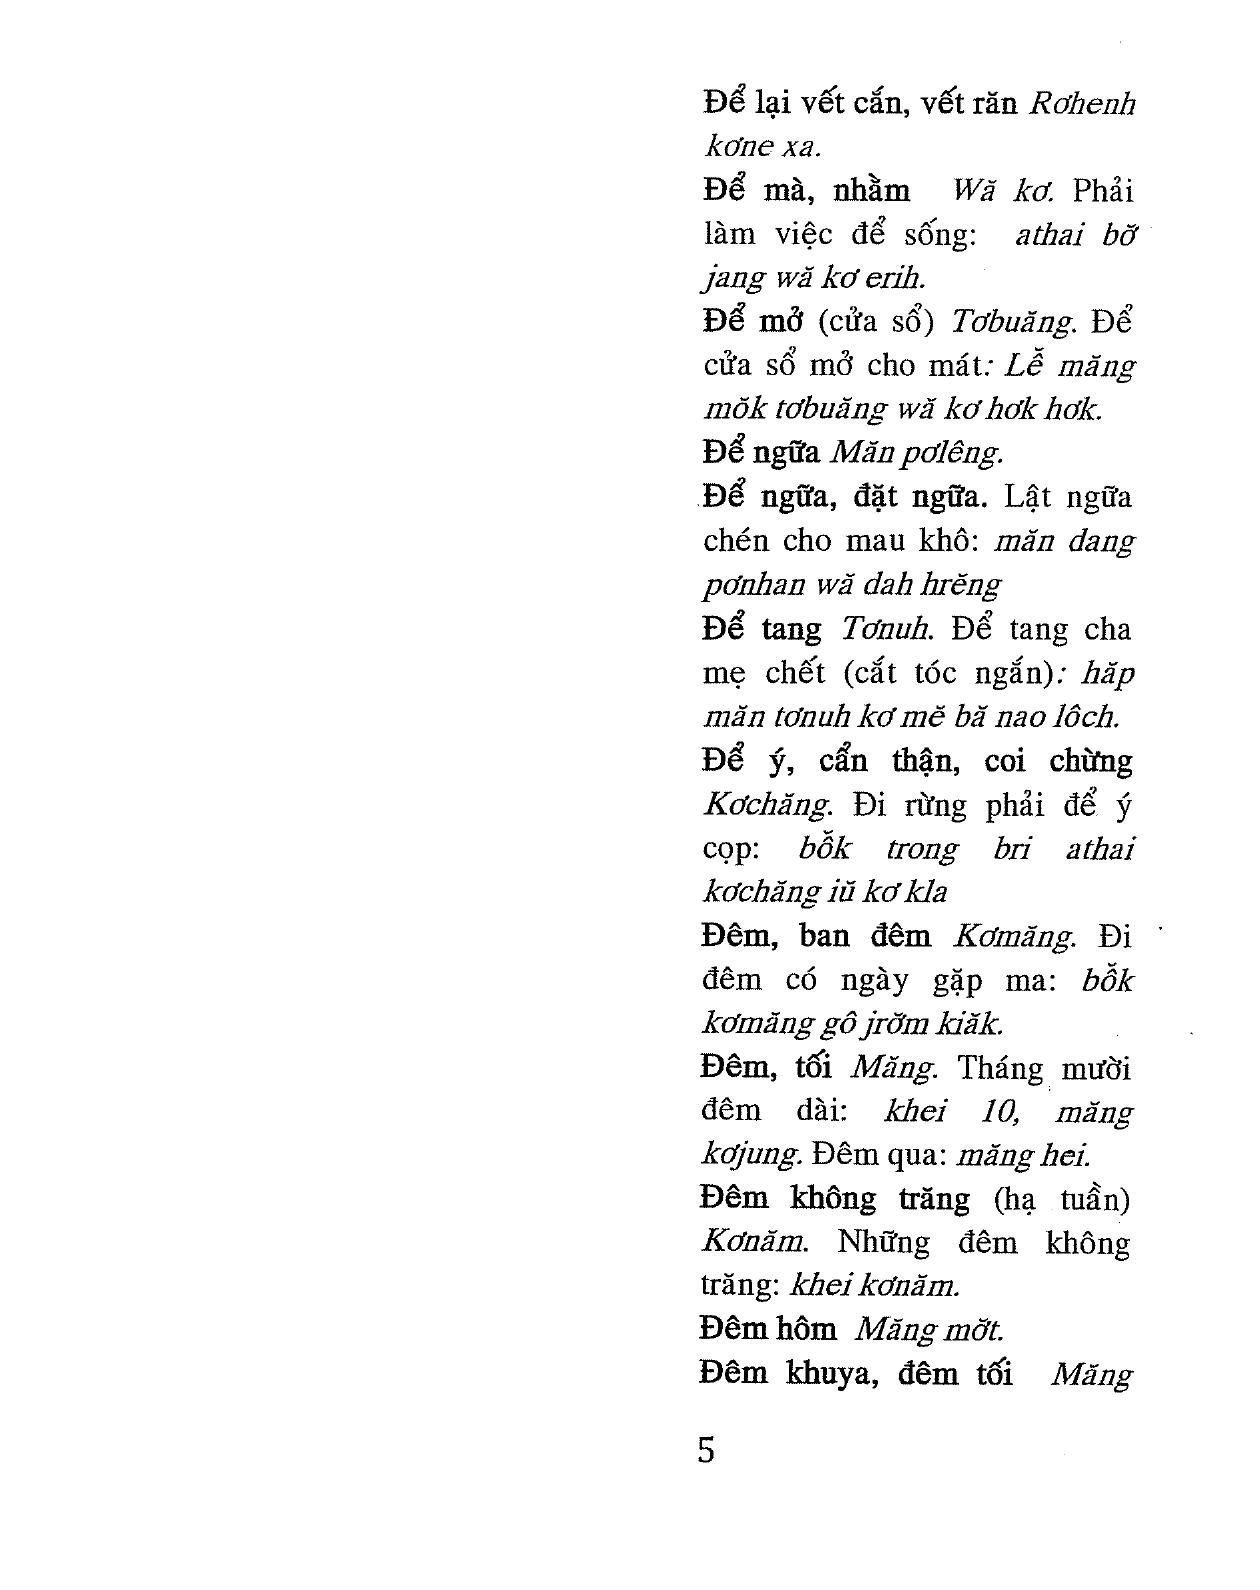 Để lại vết cắn, vết răn Rơhenh
kơne xa.
Để mà, nhằm Wă kơ. Phải
làm việc để sống: athai bơ̆
jang wă kơ erih.
Để mở (cửa sổ) Tơbuăng. Để
cửa sổ mở cho mát: Lễ măng
mŏk tơbuăng wă kơ hơk hơk.
Để ngữa Măn pơlêng.
Để ngữa, đặt ngữa. Lật ngữa
chén cho mau khô: măn dang
pơnhan wă dah hrĕng
Để tang Tơnuh. Để tang cha
mẹ chết (cắt tóc ngắn): hăp
măn tơnuh kơ mĕ bă nao lôch.
Để ý, cẩn thận, coi chừng
Kơchăng. Đi rừng phải để ý
cọp: bô̆k trong bri athai
kơchăng iŭ kơ kla
Đêm, ban đêm Kơmăng. Đi
đêm có ngày gặp ma: bô̆k
kơmăng gô jrơ̆m kiăk.
Đêm, tối Măng. Tháng mười
đêm dài: khei 10, măng
kơjung. Đêm qua: măng hei.
Đêm không trăng (hạ tuần)
Kơnăm. Những đêm không
trăng: khei kơnăm.
Đêm hôm Măng mơ̆t.
Đêm khuya, đêm tối Măng
5